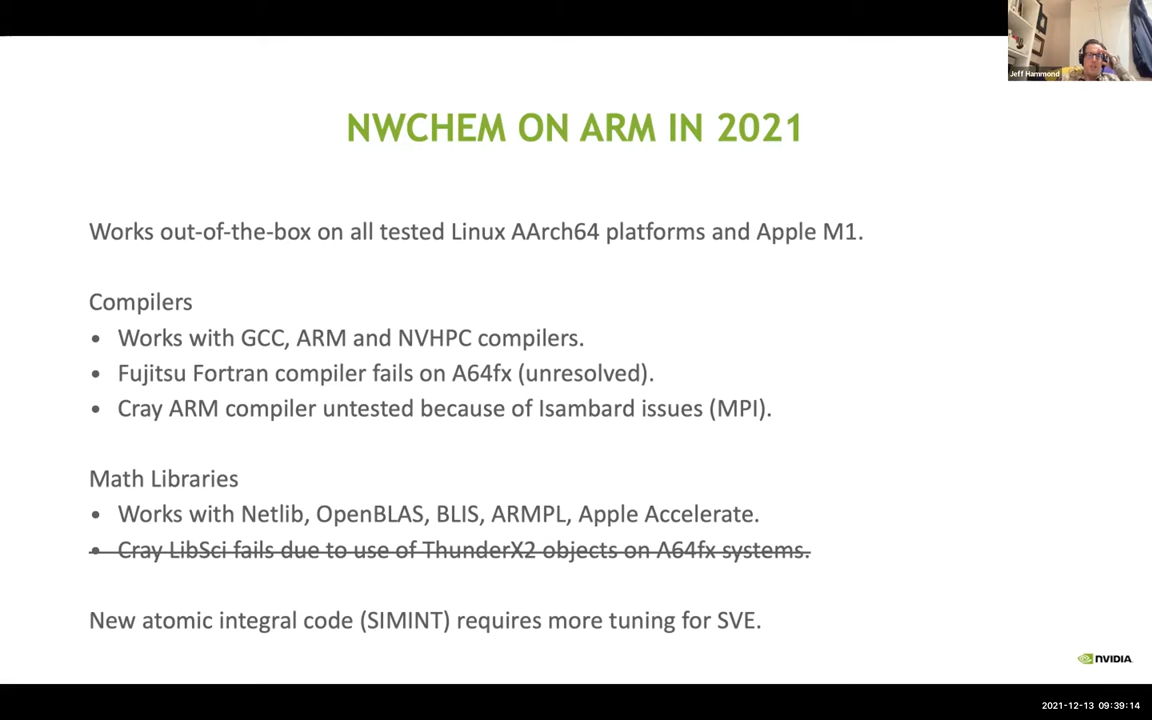 Jeff Hammond
NWCHEM ON ARM IN 2021
Works out-of-the-box on all tested Linux AArch64 platforms and Apple M1.
Compilers
• Works with GCC, ARM and NVHPC compilers.
• Fujitsu Fortran compiler fails on A64fx (unresolved).
• Cray ARM compiler untested because of Isambard issues (MPI).
Math Libraries
• Works with Netlib, OpenBLAS, BLIS, ARMPL, Apple Accelerate.
• Cray LibSci fails due to use of ThunderX2 objects on A64fx systems.
New atomic integral code (SIMINT) requires more tuning for SVE.
NVIDIA.
2021-12-13 09:39:14